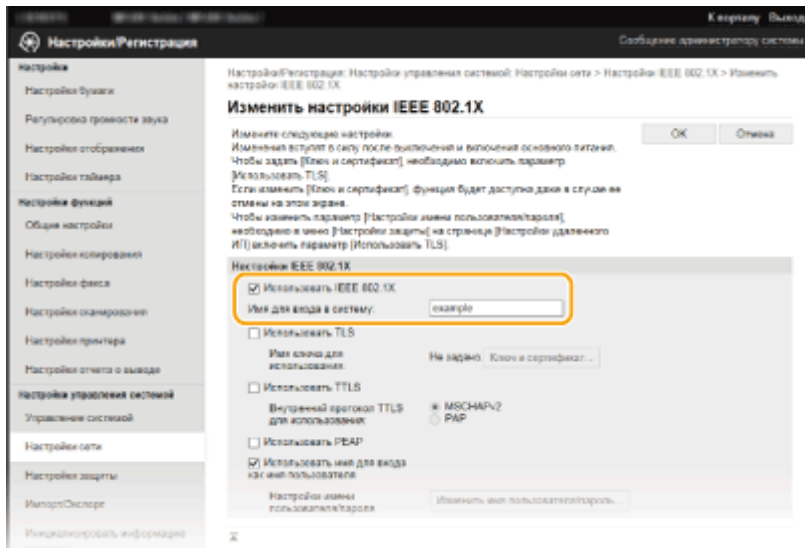 К порталу Выход
Настройки/Регистрация
Сообщение администратору системы
Настройки
Настройки бумаги
Регулировка громкости звука
Настройки отображения
Настройки таймера
Настройки функций
Общие настройки
Настройки копирования
Настройки факса
Настройки сканирования
Настройки принтера
Настройки отчета о выводе
Настройки управления системой
Управление системой
Настройки сети
Настройки защиты
Импорт/Экспорт
Инициализировать информацию
Настройки/Регистрация: Настройки управления системой: Настройки сети > Настройки IEEE 802.1X > Изменить
настройки IEEE 802.1X
Изменить настройки IEEE 802.1X
Измените следующие настройки.
OK Отмена
Изменения вступят в силу после выключения и включения основного питания.
Чтобы задать [Ключ и сертификат], необходимо включить параметр
[Использовать TLS].
Если изменить [Ключ и сертификат], функция будет доступна даже в случае ее
отмены на этом экране.
Чтобы изменить параметр [Настройки имени пользователя/пароля],
необходимо в меню [Настройки защиты] на странице [Настройки удаленного
ИП] включить параметр [Использовать TLS].
Настройки IEEE 802.1X
Использовать IEEE 802.1X
Имя для входа в систему: example
Использовать TLS
Имя ключа для
использования: Не задано. Ключ и сертификат...
Использовать TTLS
Внутренний протокол TTLS
для использования: MSCHAPv2
PAP
Использовать PEAP
Использовать имя для входа
как имя пользователя
Настройки имени
пользователя/пароля Изменить имя пользователя/пароль...